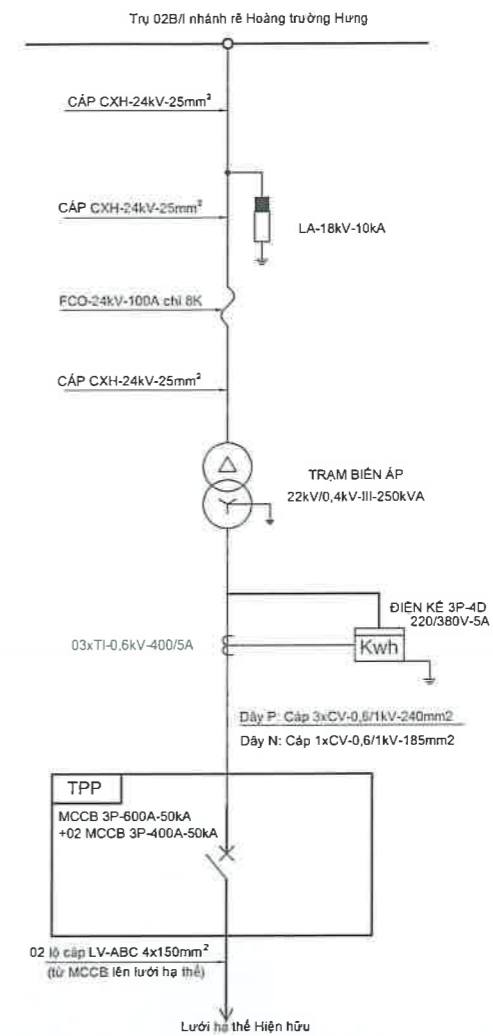 Trụ 02B/I nhánh rẽ Hoàng trường Hưng
CÁP CXH-24kV-25mm²
CÁP CXH-24kV-25mm²
LA-18kV-10kA
FCO-24kV-100A chì 8K
CÁP CXH-24kV-25mm²
TRẠM BIẾN ÁP
22kV/0,4kV-III-250kVA
ĐIỆN KẾ 3P-4D
220/380V-5A
03xTI-0,6kV-400/5A
Kwh
Dây P: Cáp 3xCV-0,6/1kV-240mm2
Dây N: Cáp 1xCV-0,6/1kV-185mm2
TPP
MCCB 3P-600A-50kA
+02 MCCB 3P-400A-50kA
02 lộ cáp LV-ABC 4x150mm²
(từ MCCB lên lưới hạ thế)
Lưới hạ thế Hiện hữu